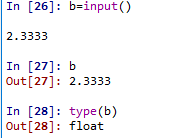 In [26]: b=input()
2.3333
In [27]: b
Out[27]: 2.3333
In [28]: type(b)
Out[28]: float